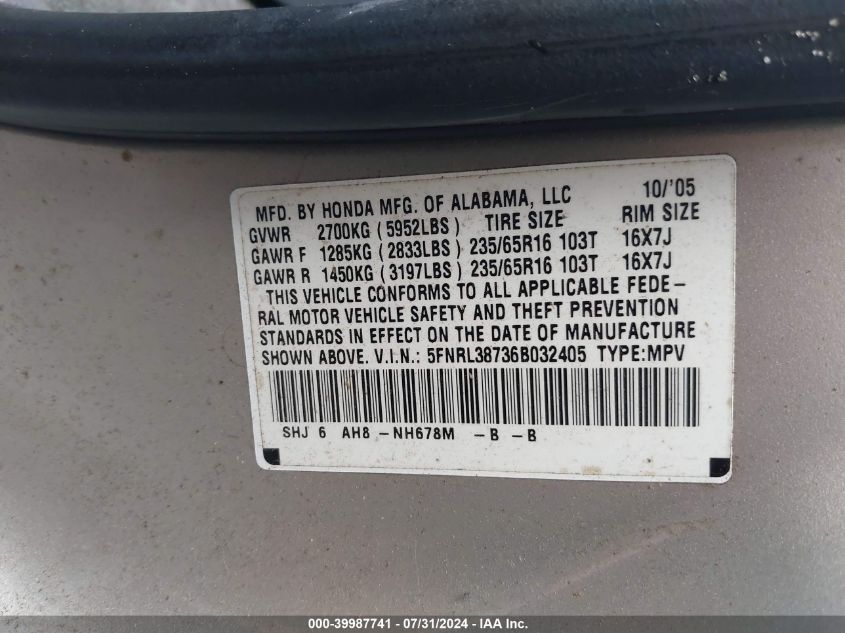 MFD. BY HONDA MFG. OF ALABAMA, LLC 10/'05
GVWR 2700KG ( 5952LBS ) TIRE SIZE RIM SIZE
GAWR F 1285KG ( 2833LBS ) 235/65R16 103T 16X7J
GAWR R 1450KG ( 3197LBS ) 235/65R16 103T 16X7J
THIS VEHICLE CONFORMS TO ALL APPLICABLE FEDE-
RAL MOTOR VEHICLE SAFETY AND THEFT PREVENTION
STANDARDS IN EFFECT ON THE DATE OF MANUFACTURE
SHOWN ABOVE. V.I.N.: 5FNRL38736B032405 TYPE:MPV
SHJ 6 AH8 -NH678M -B -B
000-39987741 - 07/31/2024 - IAA Inc.